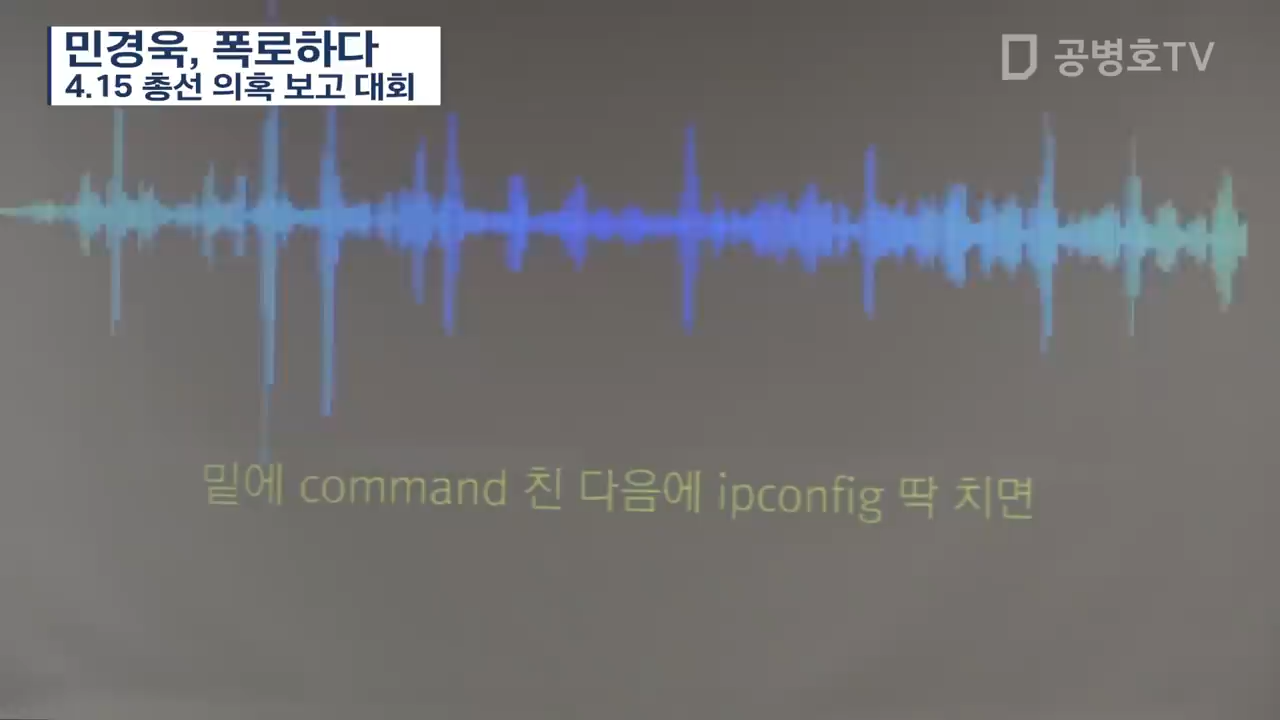 민경욱, 폭로하다
4.15 총선 의혹 보고 대회
공병호TV
밑에 command 친 다음에 ipconfig 딱 치면